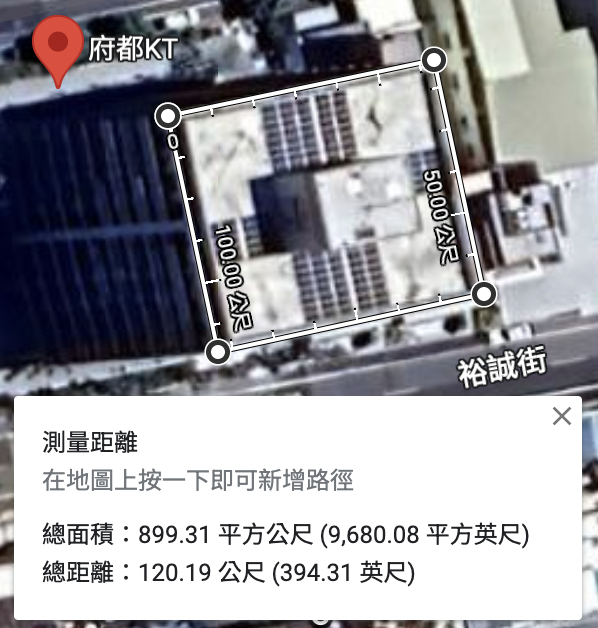 府都KT
0
50.00 公尺
100.00 公尺
裕誠街
測量距離
在地圖上按一下即可新增路徑
總面積：899.31 平方公尺 (9,680.08 平方英尺)
總距離：120.19 公尺 (394.31 英尺)